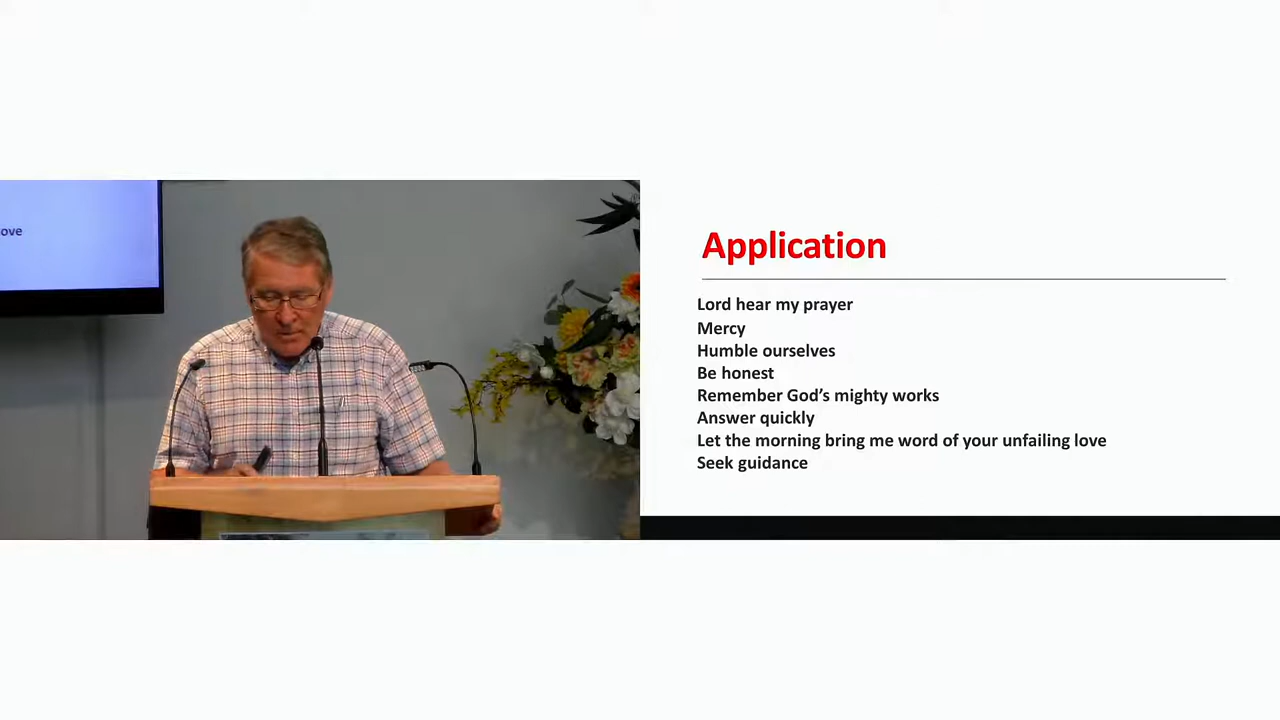 ove
Application
Lord hear my prayer
Mercy
Humble ourselves
Be honest
Remember God’s mighty works
Answer quickly
Let the morning bring me word of your unfailing love
Seek guidance